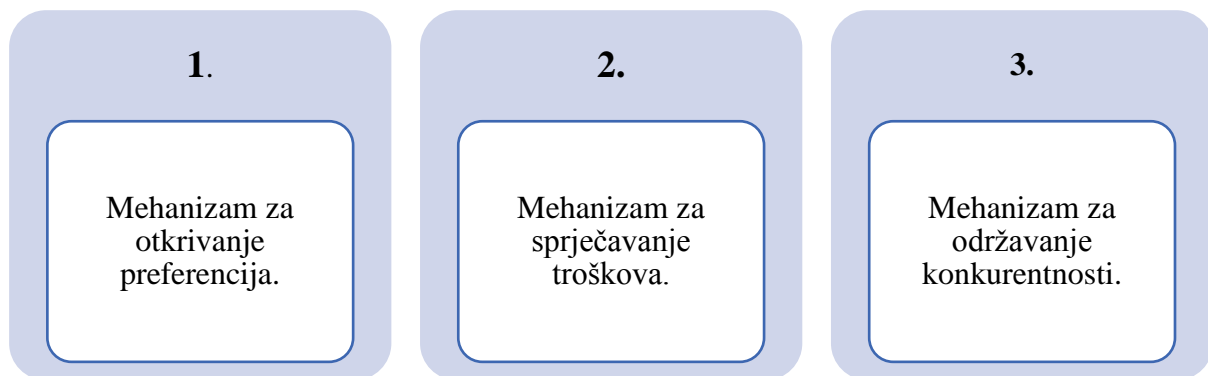 1.
Mehanizam za
otkrivanje
preferencija.
2.
Mehanizam za
sprječavanje
troškova.
3.
Mehanizam za
održavanje
konkurentnosti.